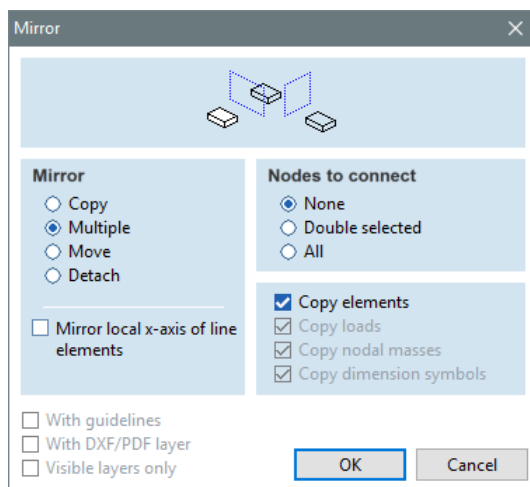 Mirror
Mirror
Copy
Multiple
Move
Detach
Mirror local x-axis of line
elements
Nodes to connect
None
Double selected
All
Copy elements
Copy loads
Copy nodal masses
Copy dimension symbols
With guidelines
With DXF/PDF layer
Visible layers only
OK
Cancel